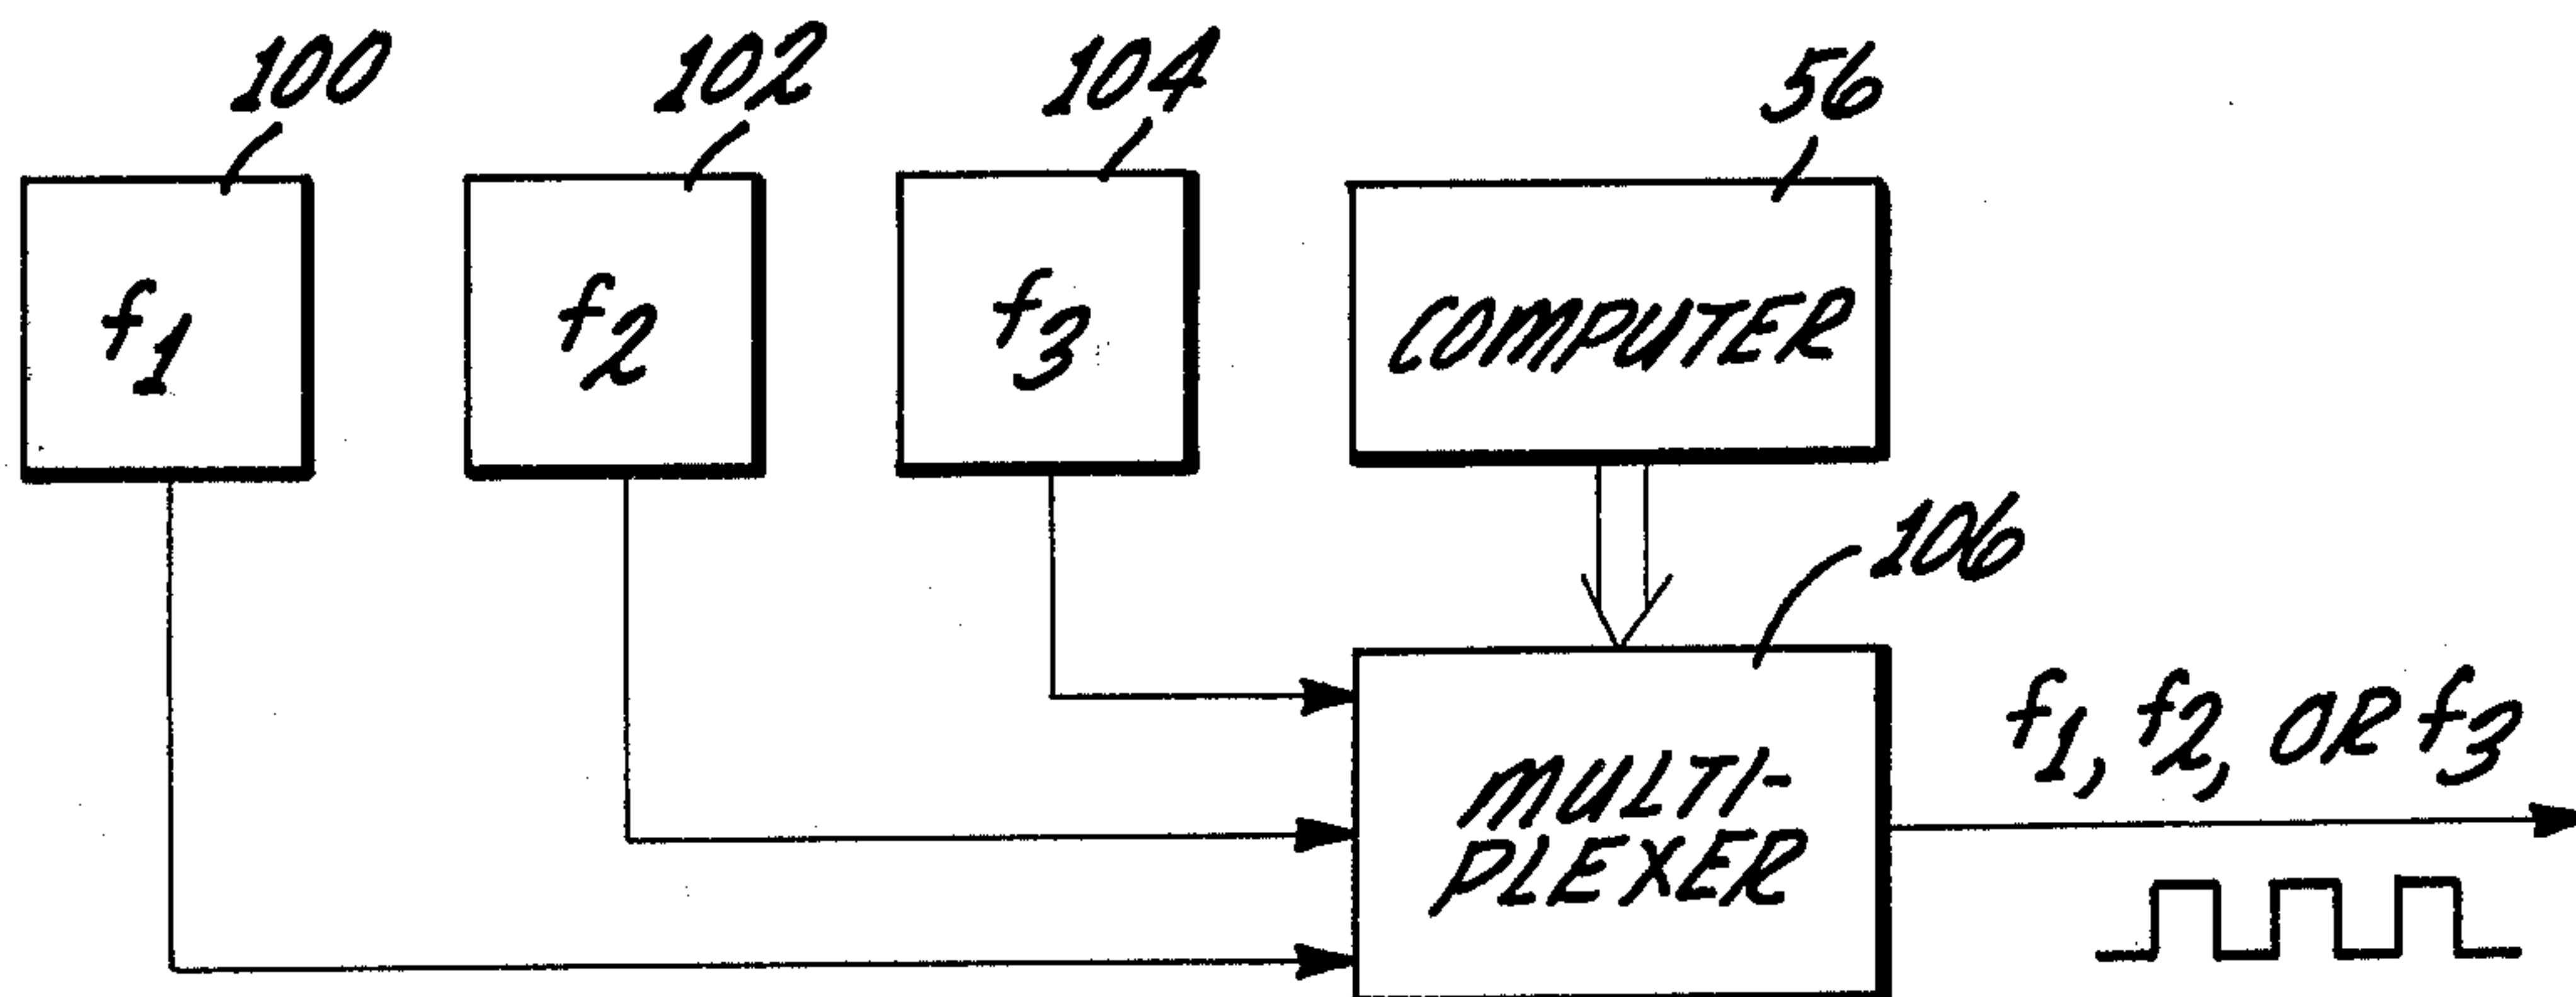 100
102
104
56
f1
f2
f3
COMPUTER
106
f1, f2, OR f3
MULTI-
PLEXER